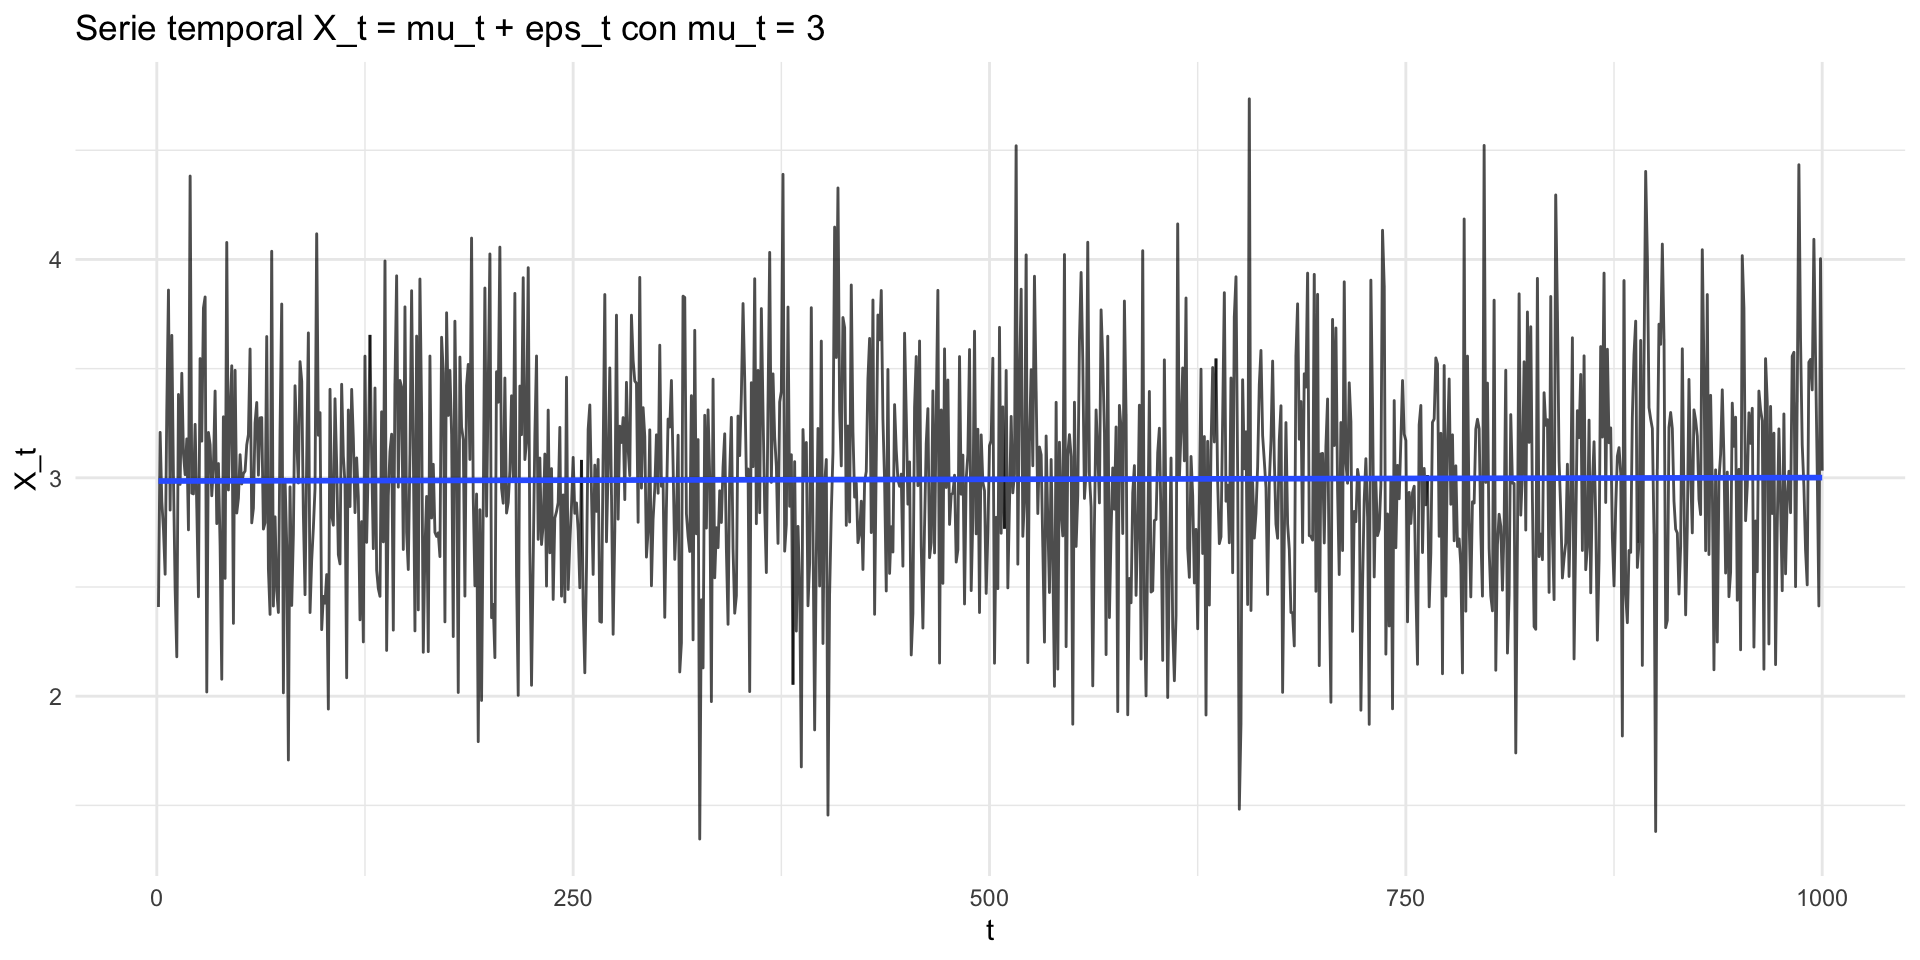 Serie temporal X_t = mu_t + eps_t con mu_t = 3
X_t
4
3
2
0
250
500
750
1000
t